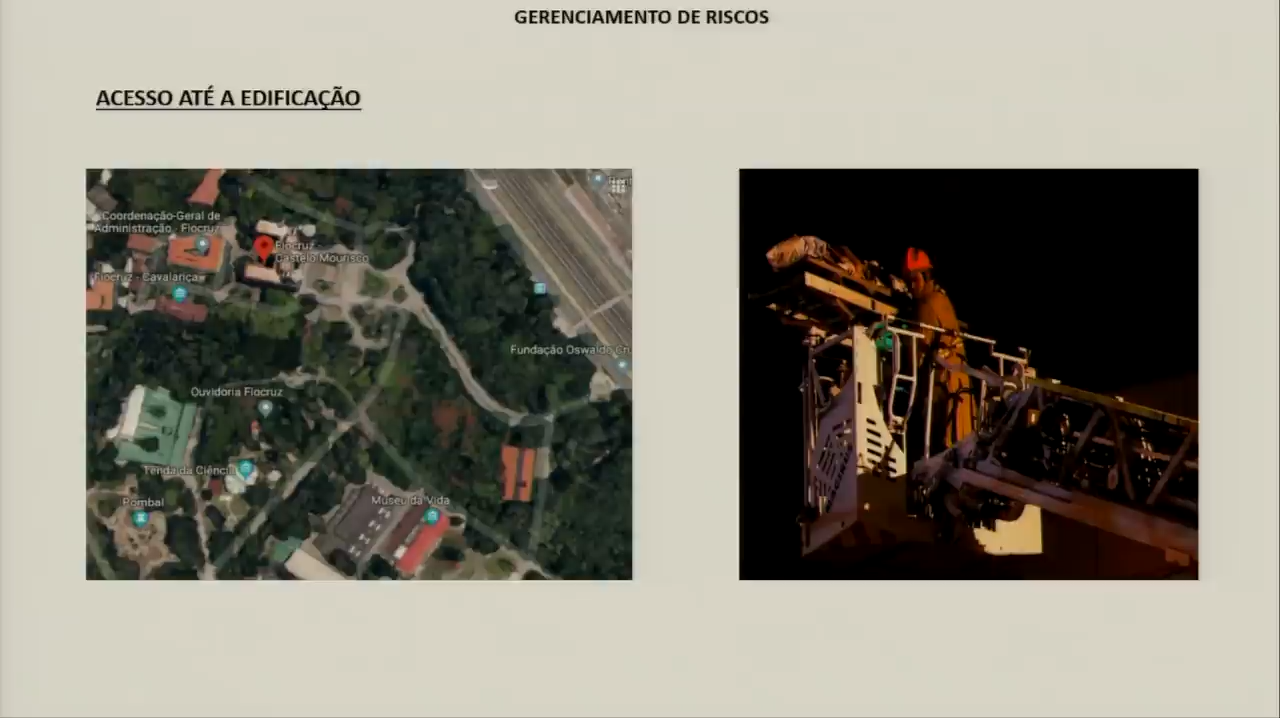 GERENCIAMENTO DE RISCOS
ACESSO ATÉ A EDIFICAÇÃO
Coordenação-Geral de
Administração - Fiocruz
Fiocruz -
Castelo Mourisco
Fiocruz - Cavalariça
Fundação Oswaldo Cru
Ouvidoria Fiocruz
Tenda da Ciência
Pombal
Museu da Vida